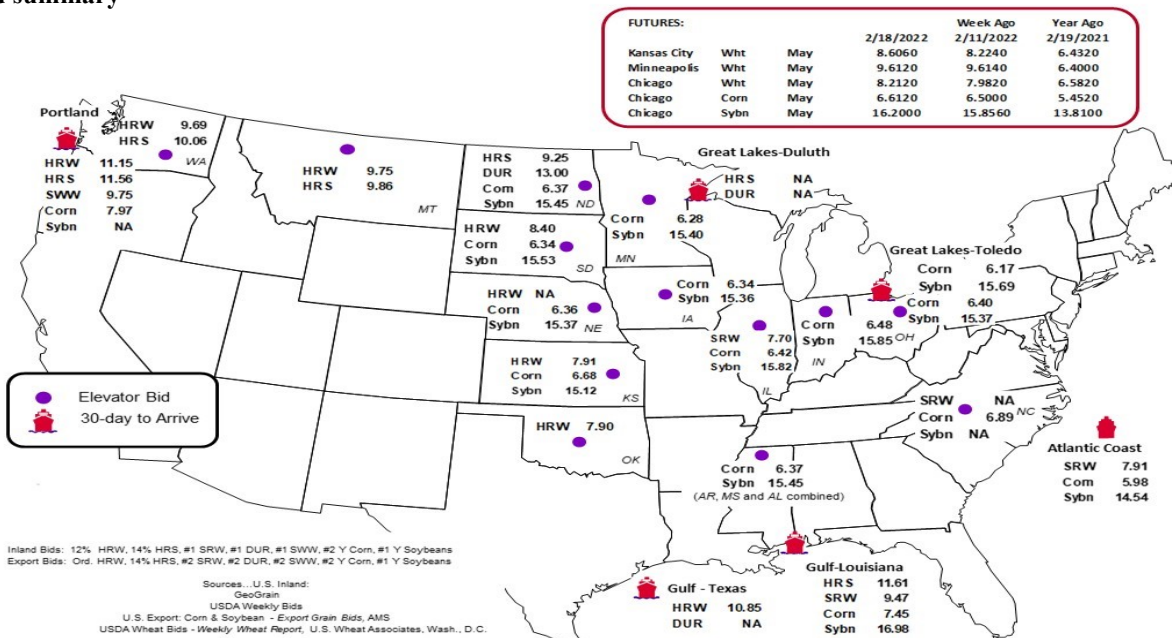 summary
FUTURES: Week Ago Year Ago
2/18/2022 2/11/2022 2/19/2021
Kansas City Wht May 8.6060 8.2240 6.4320
Minneapolis Wht May 9.6120 9.6140 6.4000
Chicago Wht May 8.2120 7.9820 6.5820
Chicago Corn May 6.6120 6.5000 5.4520
Chicago Sybn May 16.2000 15.8560 13.8100
Portland
HRW 9.69
HRS 10.06
WA
HRW 11.15
HRS 11.56
SWW 9.75
Corn 7.97
Sybn NA
HRW 9.75
HRS 9.86
MT
HRS 9.25
DUR 13.00
Corn 6.37
Sybn 15.45 ND
HRW 8.40
Corn 6.34
Sybn 15.53 SD
HRW NA
Corn 6.36
Sybn 15.37 NE
HRW 7.91
Corn 6.68
Sybn 15.12 KS
HRW 7.90
OK
Great Lakes-Duluth
HRS NA
DUR NA
Corn 6.28
Sybn 15.40
MN
Corn 6.34
Sybn 15.36
IA
SRW 7.70
Corn 6.42
Sybn 15.82
IL
Great Lakes-Toledo
Corn 6.17
Sybn 15.69
Corn 6.40
Sybn 15.37
OH
Corn 6.48
Sybn 15.85
IN
SRW NA
Corn 6.89 NC
Sybn NA
Atlantic Coast
SRW 7.91
Corn 5.98
Sybn 14.54
Corn 6.37
Sybn 15.45
(AR, MS and AL combined)
Gulf-Louisiana
HRS 11.61
SRW 9.47
Corn 7.45
Sybn 16.98
Gulf - Texas
HRW 10.85
DUR NA
Elevator Bid
30-day to Arrive
Inland Bids: 12% HRW, 14% HRS, #1 SRW, #1 DUR, #1 SWW, #2 Y Corn, #1 Y Soybeans
Export Bids: Ord. HRW, 14% HRS, #2 SRW, #2 DUR, #2 SWW, #2 Y Corn, #1 Y Soybeans
Sources...U.S. Inland:
GeoGrain
USDA Weekly Bids
U.S. Export: Corn & Soybean - Export Grain Bids, AMS
USDA Wheat Bids - Weekly Wheat Report, U.S. Wheat Associates, Wash., D.C.